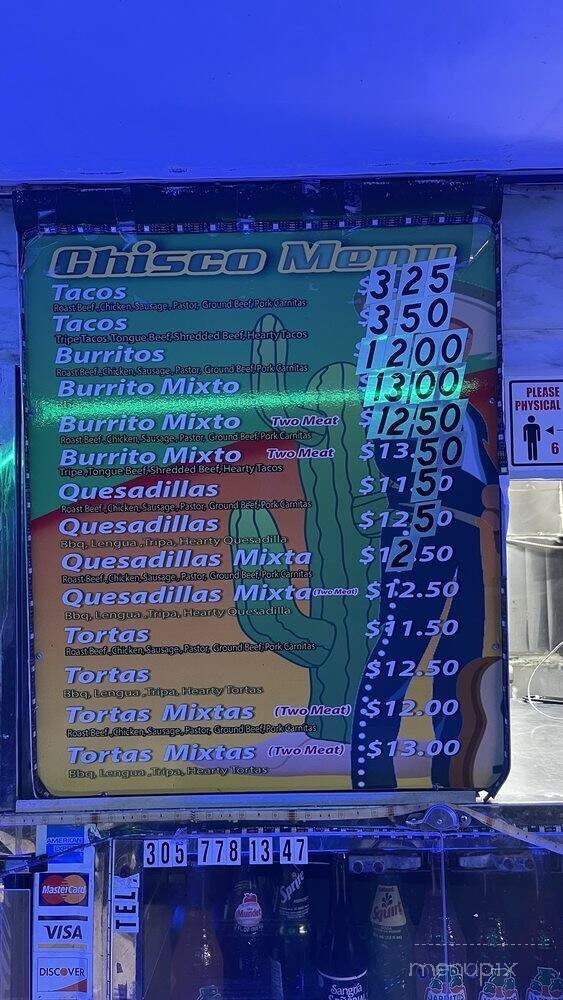 Chisco Menu
Tacos $3 25
Roast Beef, Chicken, Sausage, Pastor, Ground Beef, Pork Carnitas
Tacos $3 50
Tripe Tacos, Tongue Beef, Shredded Beef, Hearty Tacos
Burritos 12 00
Roast Beef, Chicken, Sausage, Pastor, Ground Beef, Pork Carnitas
Burrito Mixto 13 00
Burrito Mixto (Two Meat) 12 50
Roast Beef, Chicken, Sausage, Pastor, Ground Beef, Pork Carnitas
Burrito Mixto (Two Meat) $13.50
Tripe, Tongue Beef, Shredded Beef, Hearty Tacos
Quesadillas $11 50
Roast Beef, Chicken, Sausage, Pastor, Ground Beef, Pork Carnitas
Quesadillas $12 50
Bbq, Lengua, Tripa, Hearty Quesadilla
Quesadillas Mixta $12.50
Roast Beef, Chicken, Sausage, Pastor, Ground Beef, Pork Carnitas
Quesadillas Mixta (Two Meat) $12.50
Bbq, Lengua, Tripa, Hearty Quesadilla
Tortas $11.50
Roast Beef, Chicken, Sausage, Pastor, Ground Beef, Pork Carnitas
Tortas $12.50
Bbq, Lengua, Tripa, Hearty Tortas
Tortas Mixtas (Two Meat) $12.00
Roast Beef, Chicken, Sausage, Pastor, Ground Beef, Pork Carnitas
Tortas Mixtas (Two Meat) $13.00
Bbq, Lengua, Tripa, Hearty Tortas
PLEASE
PHYSICAL
6
TEL.
305 778 13 47
AMERICAN
MasterCard
VISA
DISCOVER
Mundet
Sprite
Squirt
Sangria
menupix